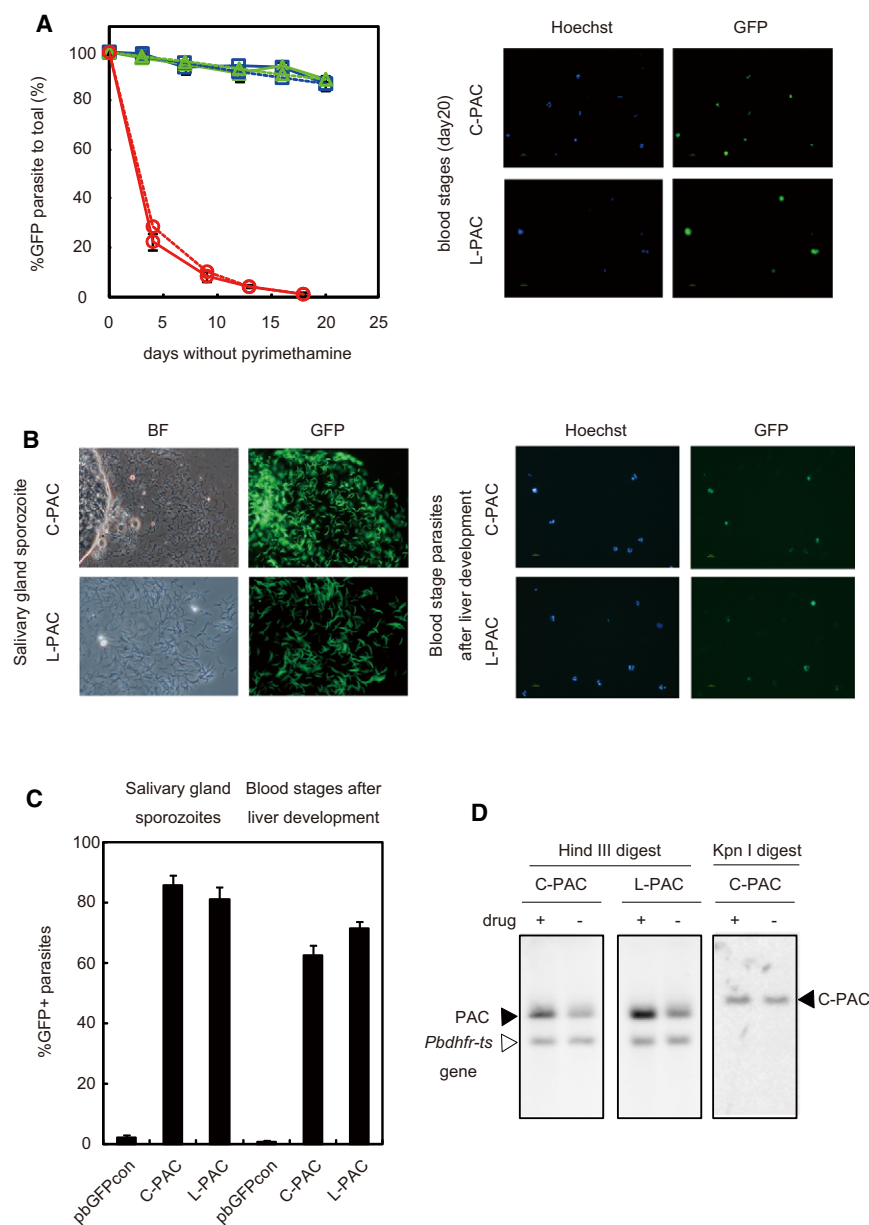 A
%GFP parasite to toal (%)
100
80
60
40
20
0
0 5 10 15 20 25
days without pyrimethamine
Hoechst GFP
blood stages (day20)
C-PAC
L-PAC
B
BF GFP
Salivary gland sporozoite
C-PAC
L-PAC
Hoechst GFP
Blood stage parasites
after liver development
C-PAC
L-PAC
C
Salivary gland
sporozoites
Blood stages after
liver development
%GFP+ parasites
100
80
60
40
20
0
pbGFPcon C-PAC L-PAC pbGFPcon C-PAC L-PAC
D
Hind III digest Kpn I digest
C-PAC L-PAC C-PAC
drug + - + - + -
PAC
Pbdhfr-ts
gene
C-PAC